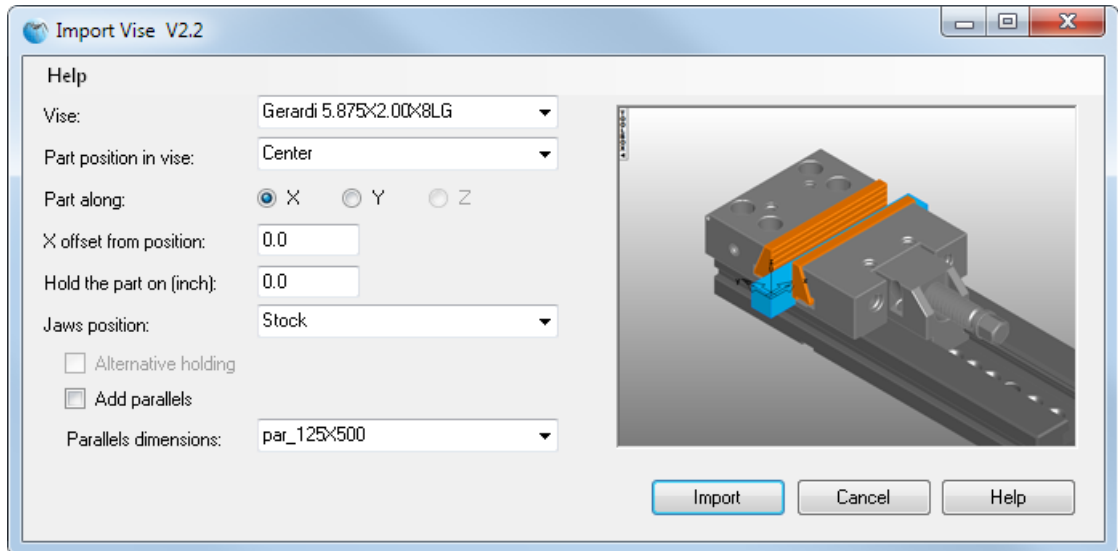 Import Vise V2.2
Help
Vise: Gerardi 5.875X2.00X8LG
Part position in vise: Center
Part along: X Y Z
X offset from position: 0.0
Hold the part on (inch): 0.0
Jaws position: Stock
Alternative holding
Add parallels
Parallels dimensions: par_125X500
Import Cancel Help